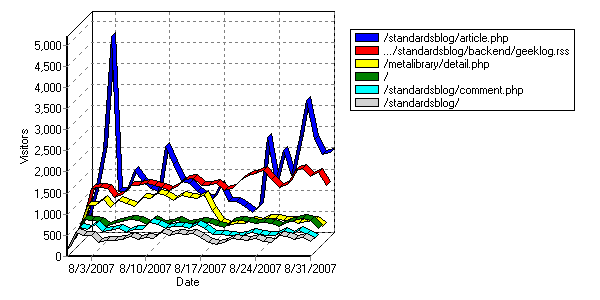 /standardsblog/article.php
.../standardsblog/backend/geeklog.rss
/metalibrary/detail.php
/
/standardsblog/comment.php
/standardsblog/
5,000
4,500
4,000
3,500
3,000
2,500
2,000
1,500
1,000
500
0
Visitors
8/3/2007 8/10/2007 8/17/2007 8/24/2007 8/31/2007
Date